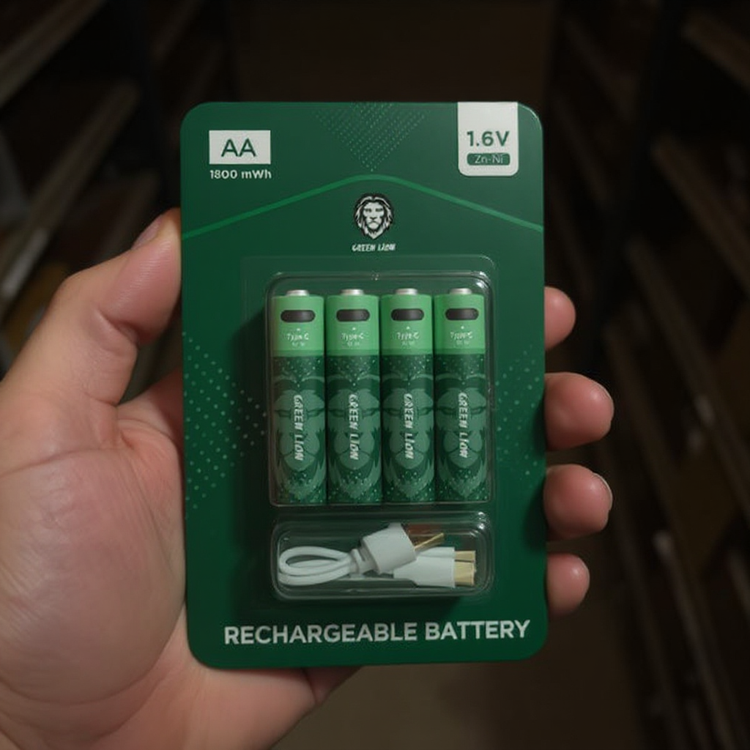 AA
1800 mWh
1.6V
Zn-Ni
GREEN LION
Type-C
Type-C
Type-C
Type-C
GREEN LION
GREEN LION
GREEN LION
GREEN LION
RECHARGEABLE BATTERY